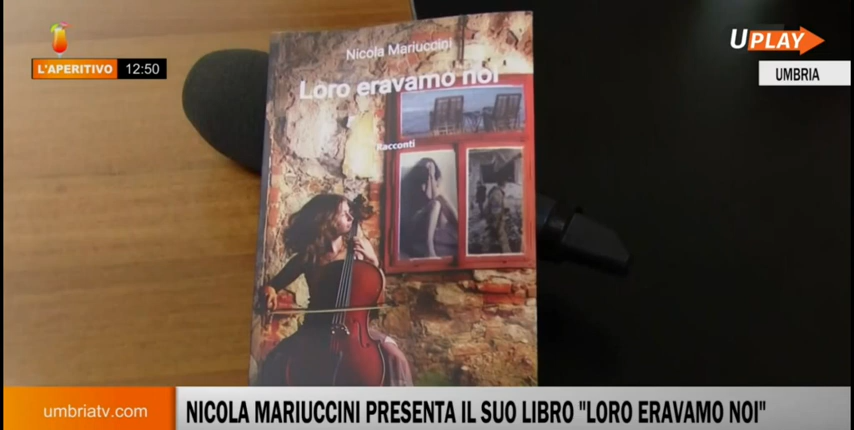 L'APERITIVO 12:50
UPLAY
UMBRIA
Nicola Mariuccini
Loro eravamo noi
Racconti
umbriatv.com
NICOLA MARIUCCINI PRESENTA IL SUO LIBRO "LORO ERAVAMO NOI"